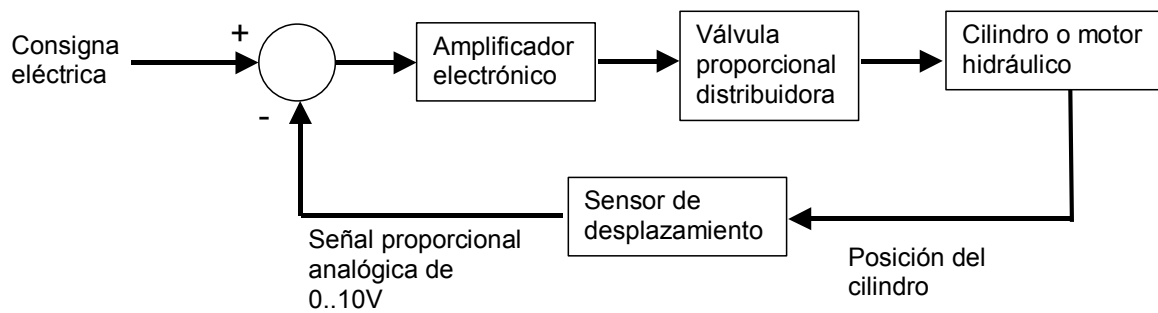 Consigna
eléctrica
+
-
Amplificador
electrónico
Válvula
proporcional
distribuidora
Cilindro o motor
hidráulico
Sensor de
desplazamiento
Señal proporcional
analógica de
0..10V
Posición del
cilindro